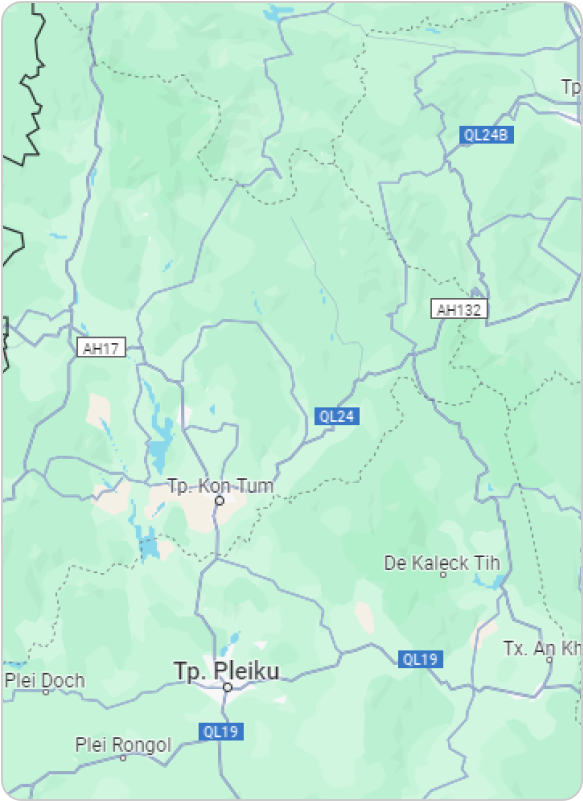 Tp
QL24B
AH132
AH17
QL24
Tp. Kon Tum
De Kaleck Tih
Tx. An Kh
QL19
Tp. Pleiku
Plei Doch
QL19
Plei Rongol